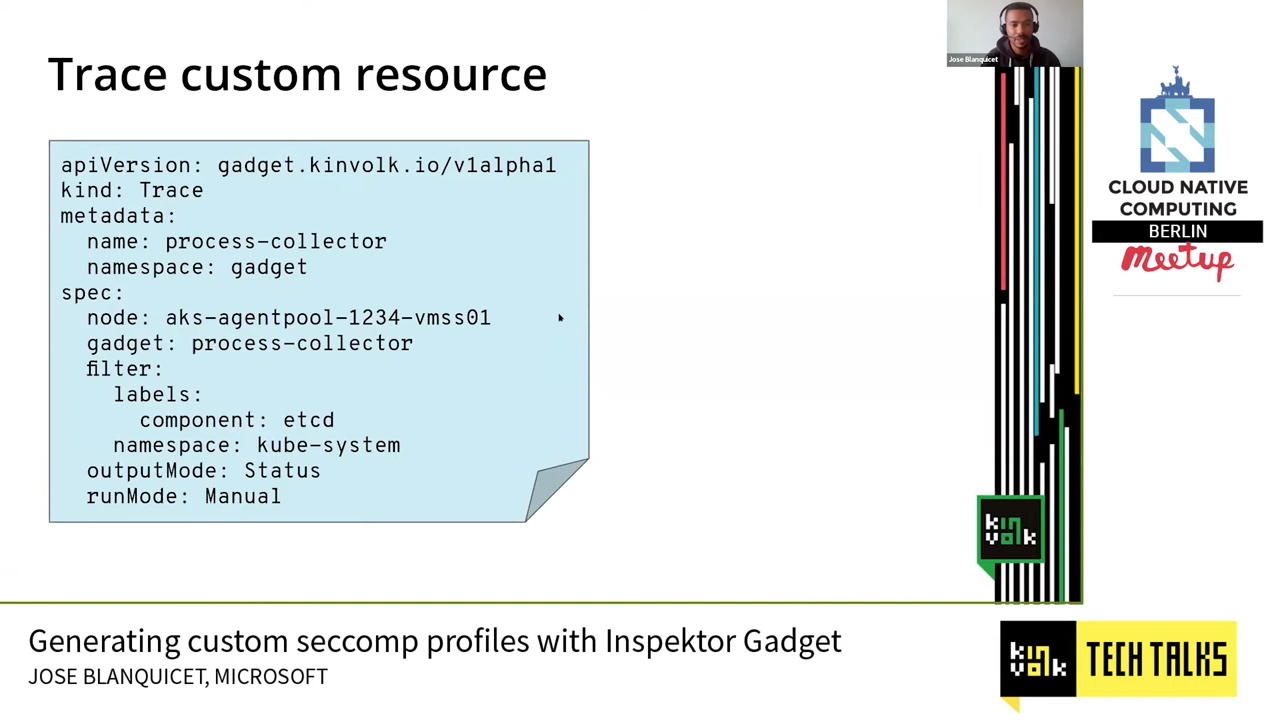 Trace custom resource
apiVersion: gadget.kinvolk.io/v1alpha1
kind: Trace
metadata:
  name: process-collector
  namespace: gadget
spec:
  node: aks-agentpool-1234-vmss01
  gadget: process-collector
  filter:
    labels:
      component: etcd
    namespace: kube-system
  outputMode: Status
  runMode: Manual
Jose Blanquicet
CLOUD NATIVE
COMPUTING
BERLIN
Meetup
kin
volk
Generating custom seccomp profiles with Inspektor Gadget
JOSE BLANQUICET, MICROSOFT
kin
volk
TECH TALKS